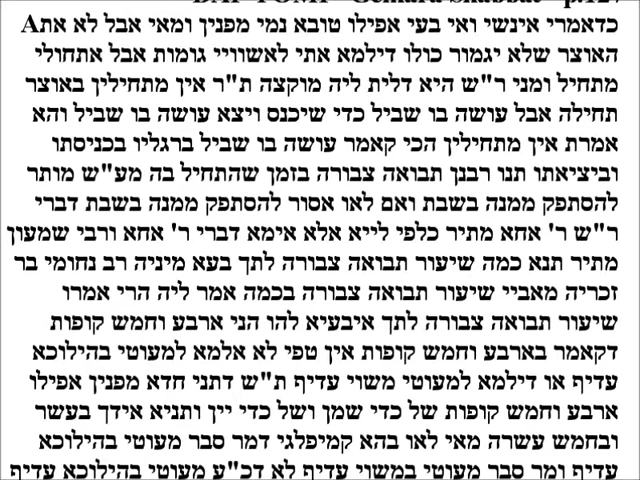 DAF YOMI - Gemara Shabbat - p.127
כדאמרי אינשי ואי בעי אפילו טובא נמי מפנין ומאי אבל לא אתA
האוצר שלא יגמור כולו דילמא אתי לאשוויי גומות אבל אתחולי
מתחיל ומני ר"ש היא דלית ליה מוקצה ת"ר אין מתחילין באוצר
תחילה אבל עושה בו שביל כדי שיכנס ויצא עושה בו שביל והא
אמרת אין מתחילין הכי קאמר עושה בו שביל ברגליו בכניסתו
וביציאתו תנו רבנן תבואה צבורה בזמן שהתחיל בה מע"ש מותר
להסתפק ממנה בשבת ואם לאו אסור להסתפק ממנה בשבת דברי
ר"ש ר' אחא מתיר כלפי לייא אלא אימא דברי ר' אחא ורבי שמעון
מתיר תנא כמה שיעור תבואה צבורה לתך בעא מיניה רב נחומי בר
זכריה מאביי שיעור תבואה צבורה בכמה אמר ליה הרי אמרו
שיעור תבואה צבורה לתך איבעיא להו הני ארבע וחמש קופות
דקאמר בארבע וחמש קופות אין טפי לא אלמא למעוטי בהילוכא
עדיף או דילמא למעוטי משוי עדיף ת"ש דתני חדא מפנין אפילו
ארבע וחמש קופות של כדי שמן ושל כדי יין ותניא אידך בעשר
ובחמש עשרה מאי לאו בהא קמיפלגי דמר סבר מעוטי בהילוכא
עדיף ומר סבר מעוטי במשוי עדיף לא דכ"ע מעוטי בהילוכא עדיף